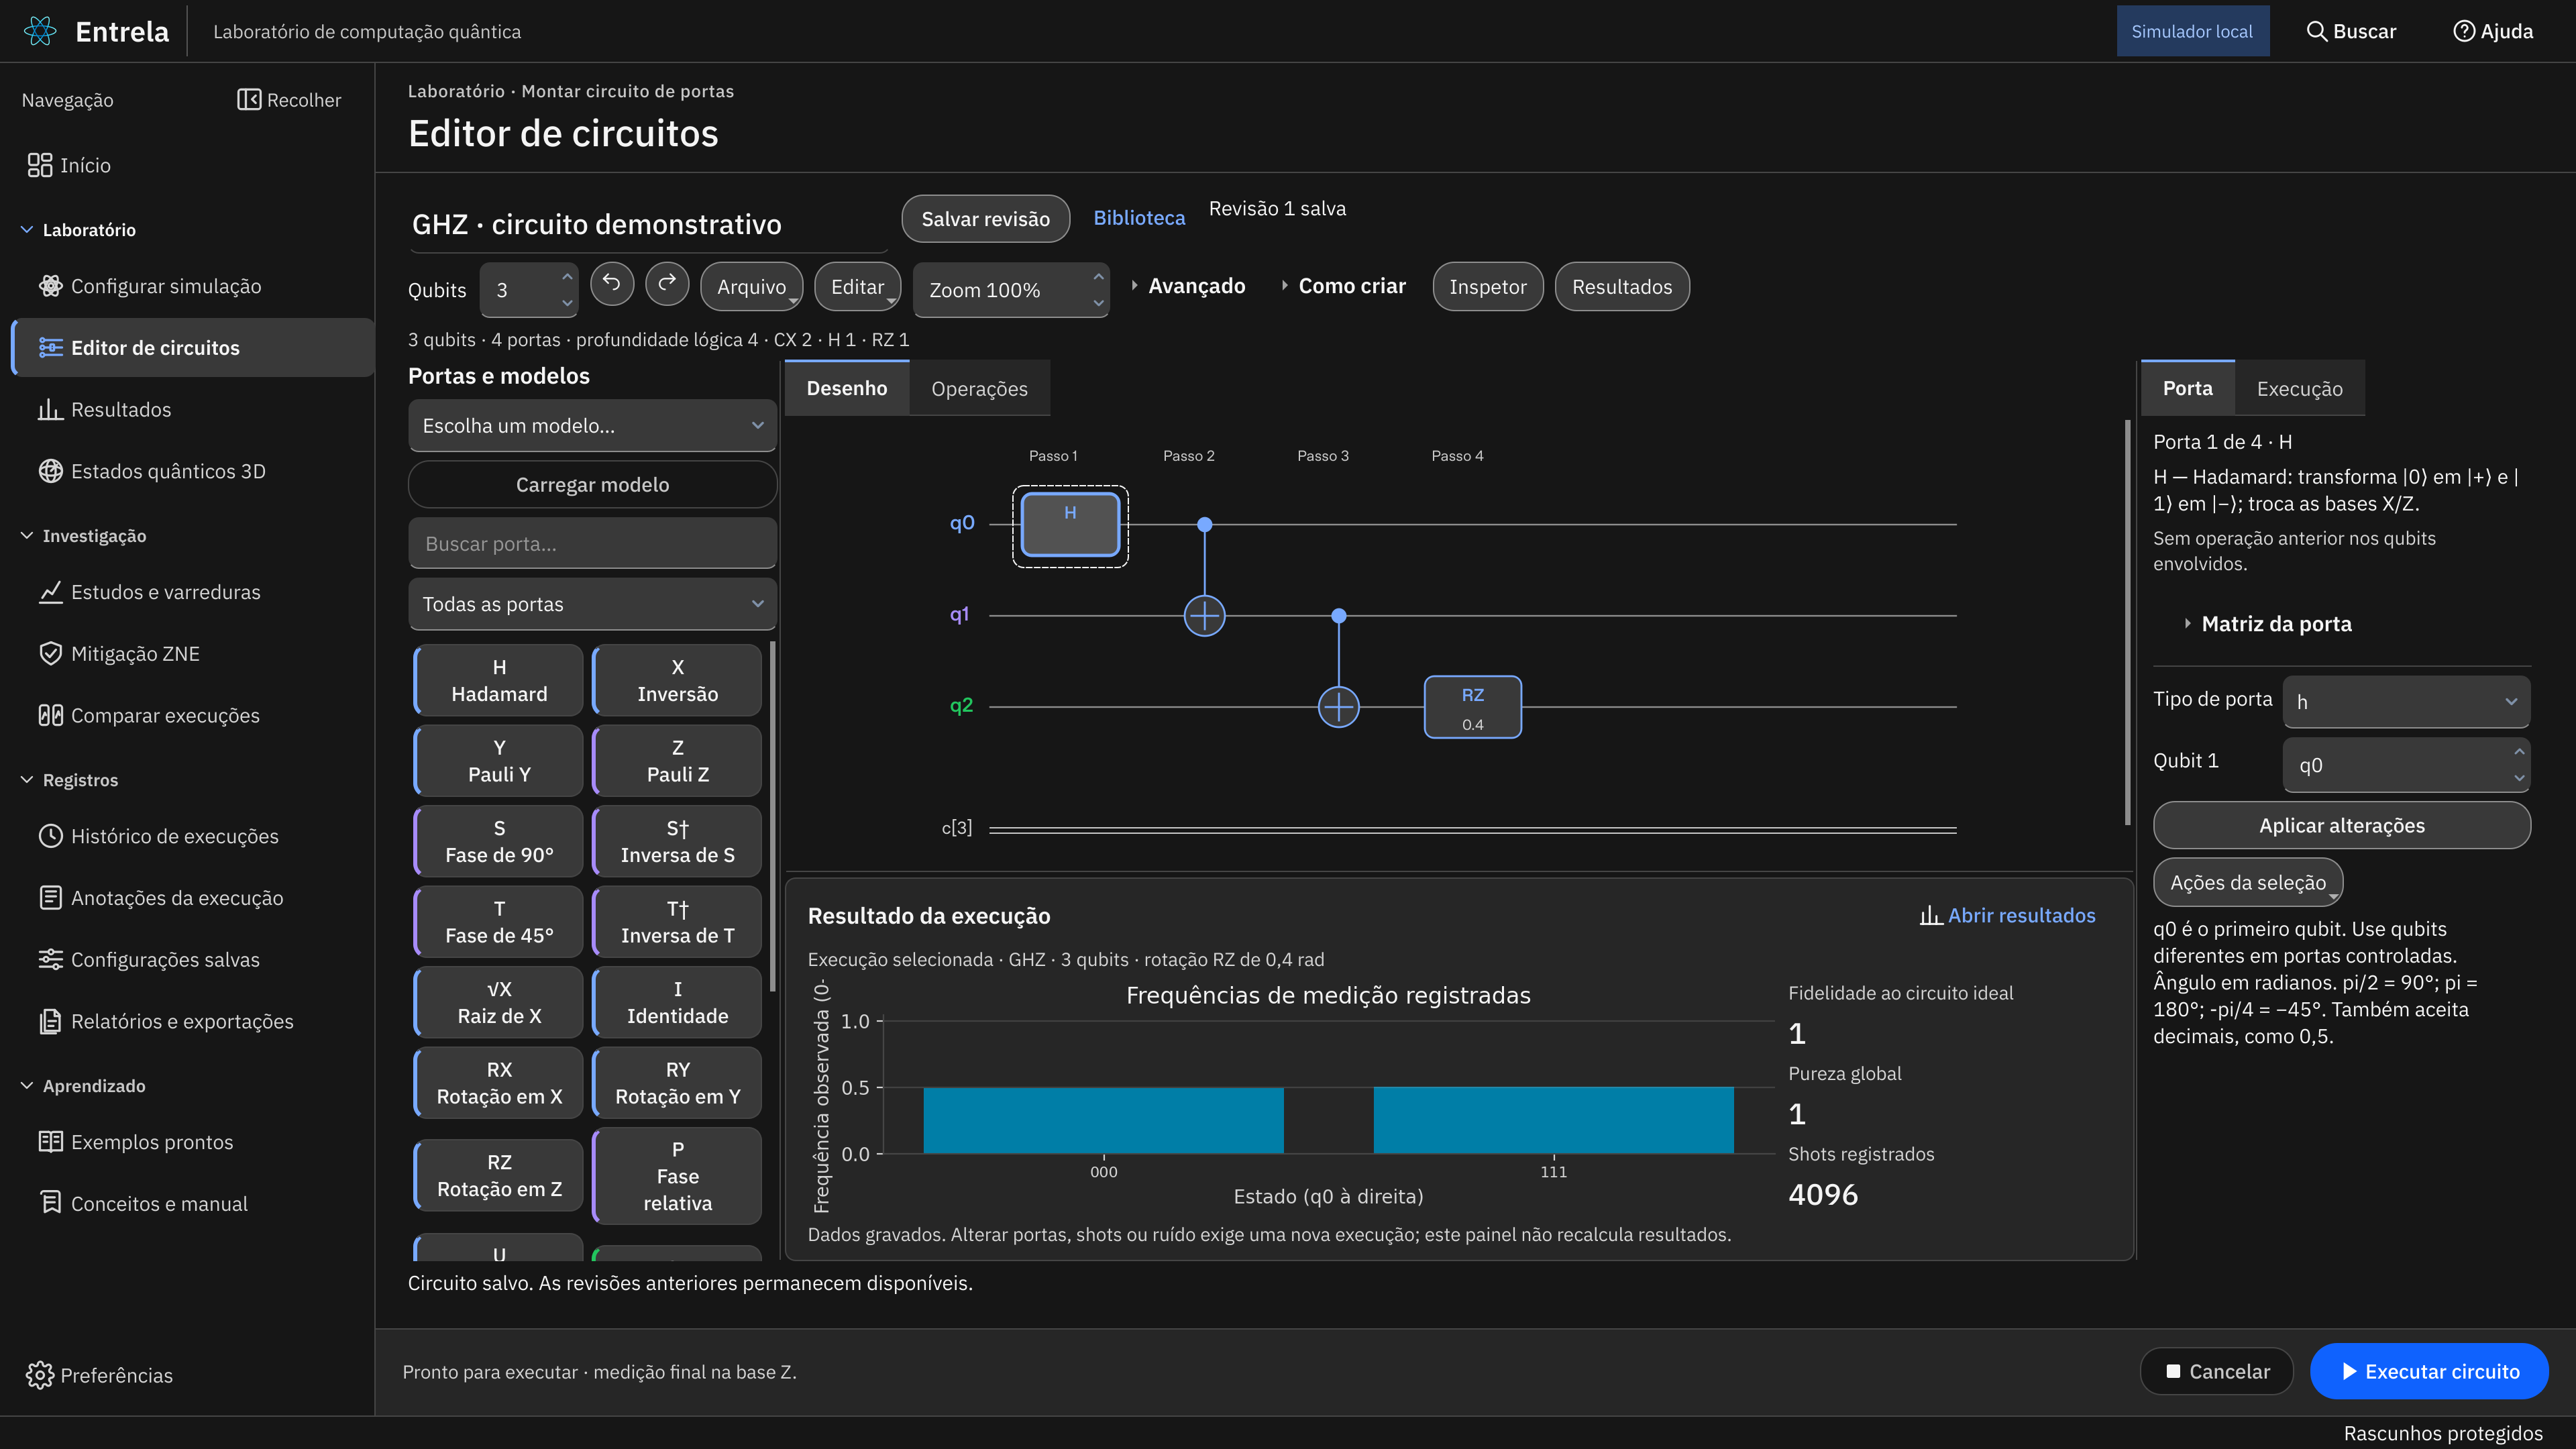 Entrela
Laboratório de computação quântica
Simulador local
Buscar
Ajuda
Navegação
Recolher
Início
Laboratório
Configurar simulação
Editor de circuitos
Resultados
Estados quânticos 3D
Investigação
Estudos e varreduras
Mitigação ZNE
Comparar execuções
Registros
Histórico de execuções
Anotações da execução
Configurações salvas
Relatórios e exportações
Aprendizado
Exemplos prontos
Conceitos e manual
Preferências
Laboratório · Montar circuito de portas
Editor de circuitos
GHZ · circuito demonstrativo
Salvar revisão
Biblioteca
Revisão 1 salva
Qubits
3
Arquivo
Editar
Zoom 100%
Avançado
Como criar
Inspetor
Resultados
3 qubits · 4 portas · profundidade lógica 4 · CX 2 · H 1 · RZ 1
Portas e modelos
Escolha um modelo...
Carregar modelo
Buscar porta...
Todas as portas
H
Hadamard
X
Inversão
Y
Pauli Y
Z
Pauli Z
S
Fase de 90°
S†
Inversa de S
T
Fase de 45°
T†
Inversa de T
√X
Raiz de X
I
Identidade
RX
Rotação em X
RY
Rotação em Y
RZ
Rotação em Z
P
Fase
relativa
U
Desenho
Operações
Passo 1
Passo 2
Passo 3
Passo 4
q0
H
q1
q2
RZ
0.4
c[3]
Resultado da execução
Abrir resultados
Execução selecionada · GHZ · 3 qubits · rotação RZ de 0,4 rad
Frequências de medição registradas
Frequência observada (0-
1.0
0.5
0.0
000
111
Estado (q0 à direita)
Fidelidade ao circuito ideal
1
Pureza global
1
Shots registrados
4096
Dados gravados. Alterar portas, shots ou ruído exige uma nova execução; este painel não recalcula resultados.
Porta
Execução
Porta 1 de 4 · H
H — Hadamard: transforma |0⟩ em |+⟩ e |
1⟩ em |−⟩; troca as bases X/Z.
Sem operação anterior nos qubits
envolvidos.
Matriz da porta
Tipo de porta
h
Qubit 1
q0
Aplicar alterações
Ações da seleção
q0 é o primeiro qubit. Use qubits
diferentes em portas controladas.
Ângulo em radianos. pi/2 = 90°; pi =
180°; -pi/4 = −45°. Também aceita
decimais, como 0,5.
Circuito salvo. As revisões anteriores permanecem disponíveis.
Pronto para executar · medição final na base Z.
Cancelar
Executar circuito
Rascunhos protegidos